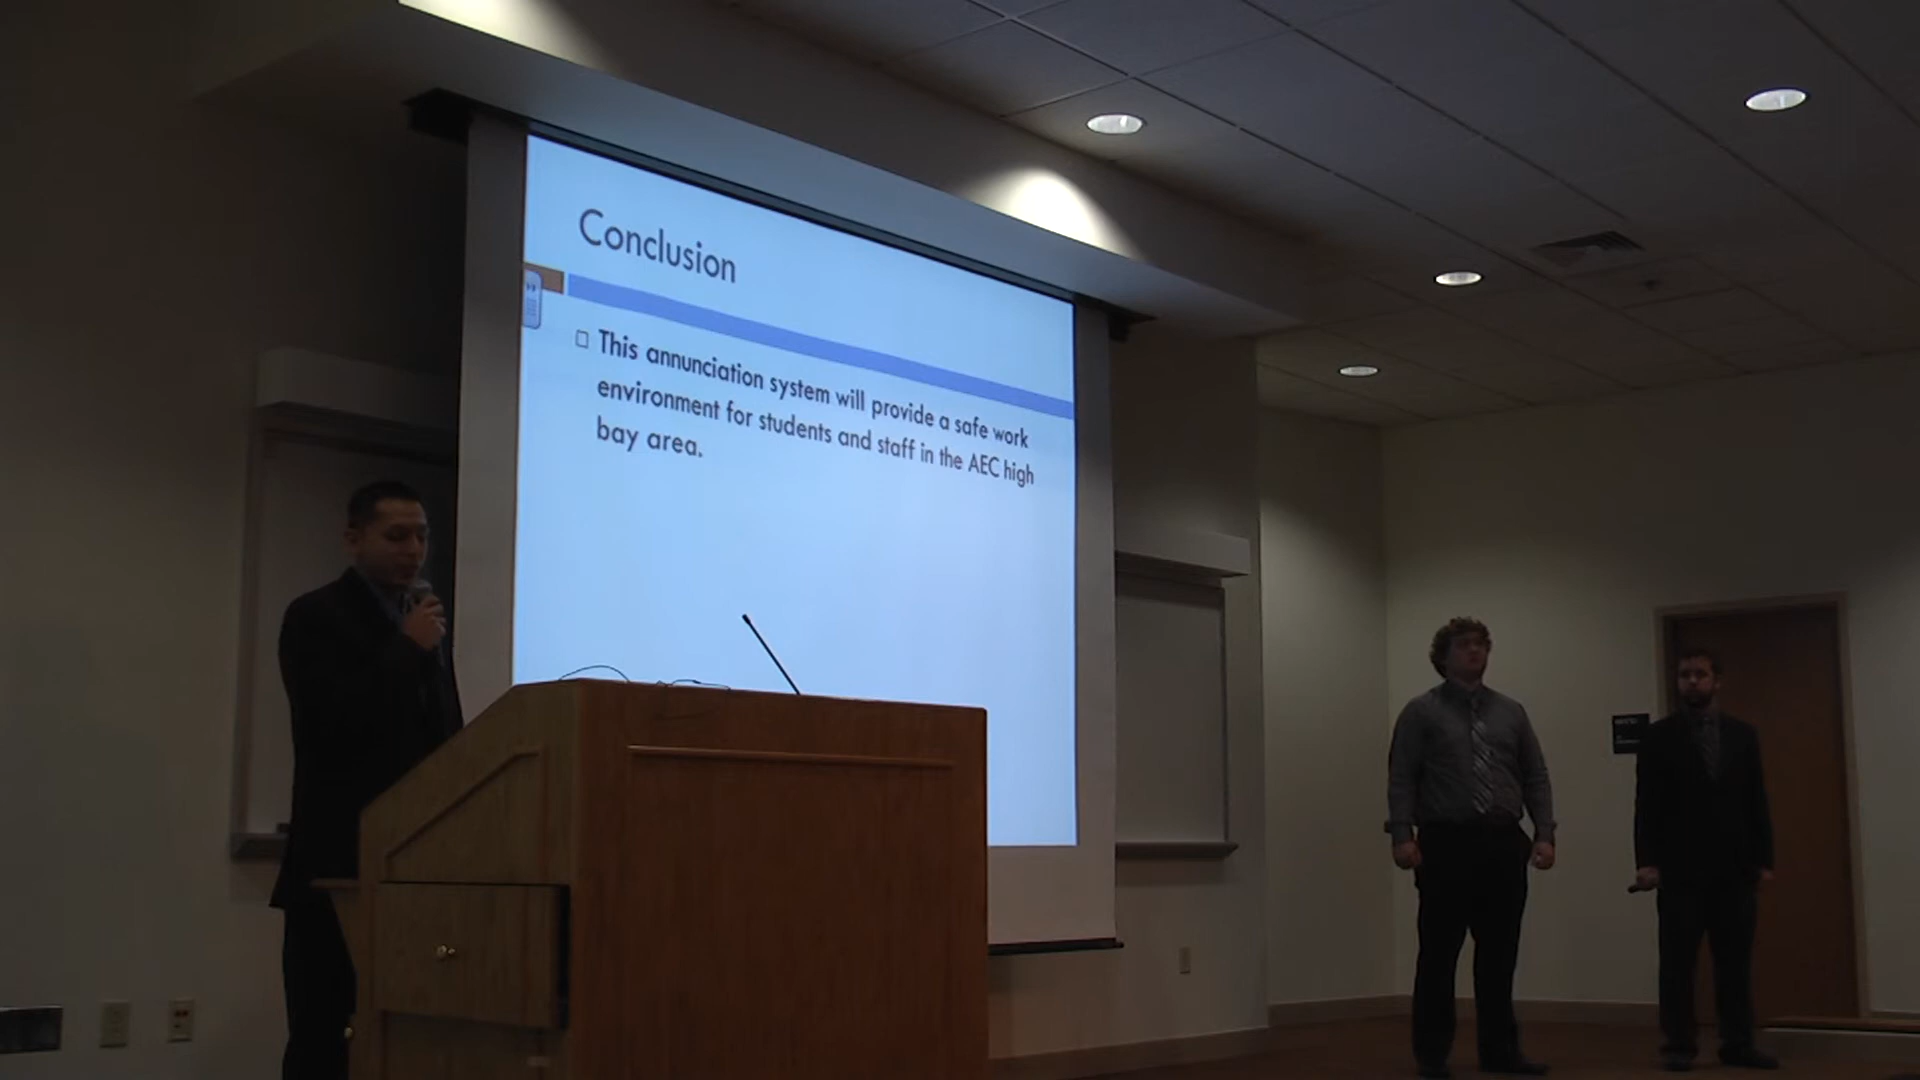 Conclusion
This annunciation system will provide a safe work
environment for students and staff in the AEC high
bay area.